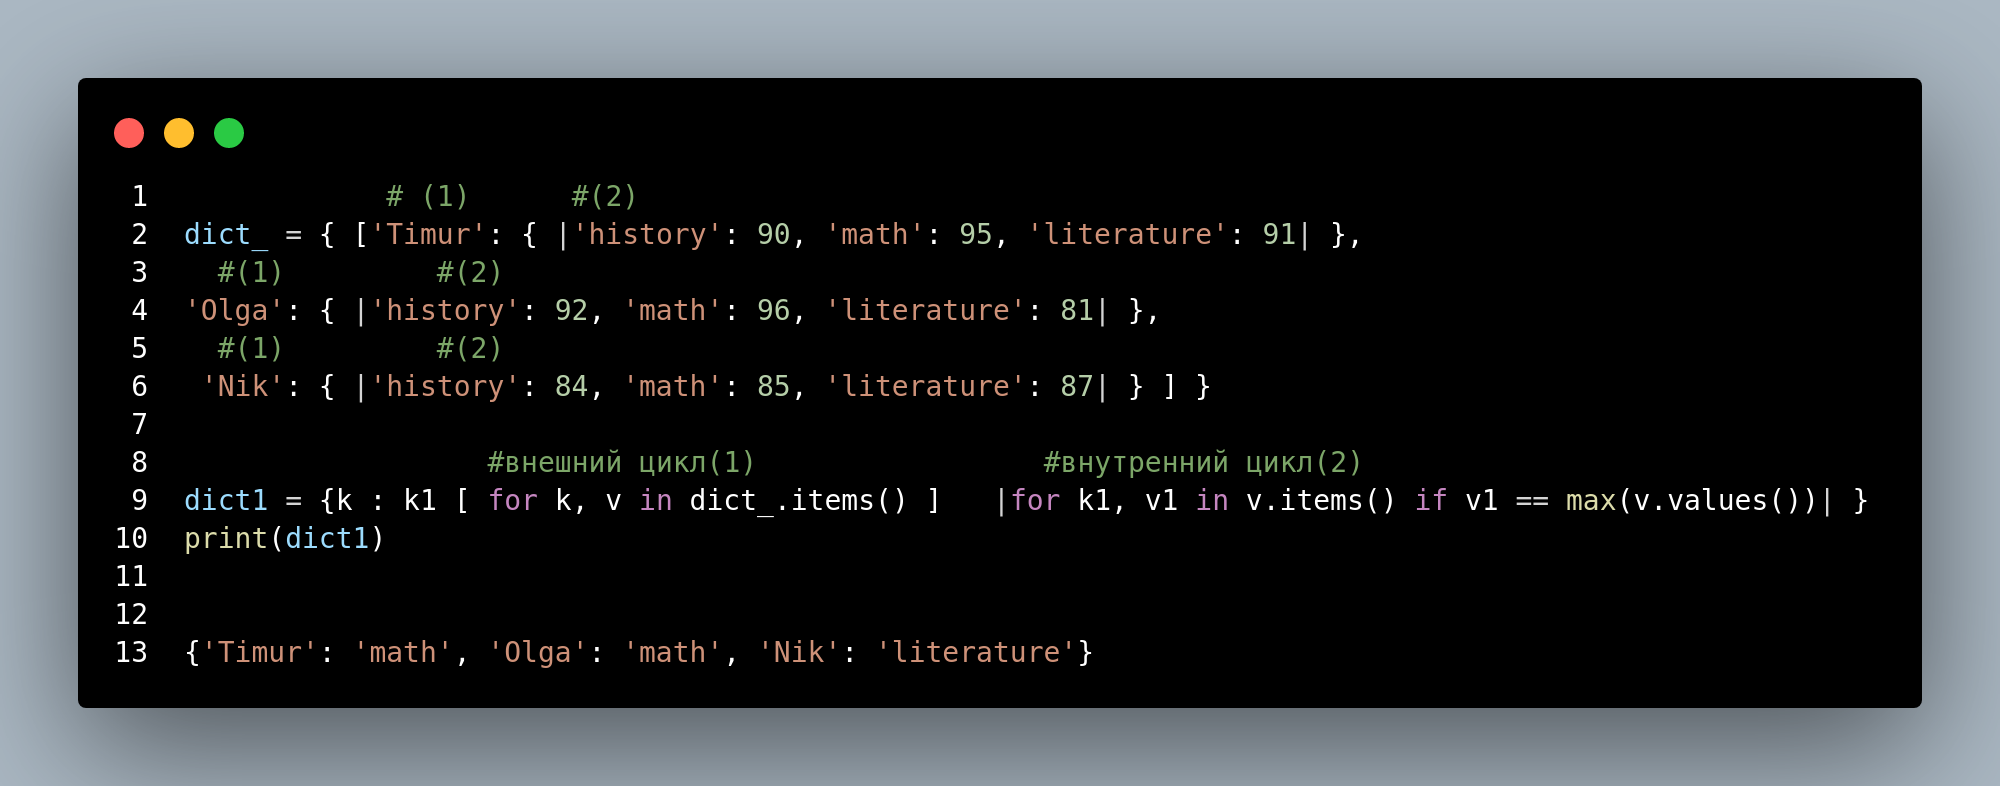 1 # (1) #(2)
2 dict_ = { ['Timur': { |'history': 90, 'math': 95, 'literature': 91| },
3 #(1) #(2)
4 'Olga': { |'history': 92, 'math': 96, 'literature': 81| },
5 #(1) #(2)
6 'Nik': { |'history': 84, 'math': 85, 'literature': 87| } ] }
7
8 #внешний цикл(1) #внутренний цикл(2)
9 dict1 = {k : k1 [ for k, v in dict_.items() ] |for k1, v1 in v.items() if v1 == max(v.values())| }
10 print(dict1)
11
12
13 {'Timur': 'math', 'Olga': 'math', 'Nik': 'literature'}